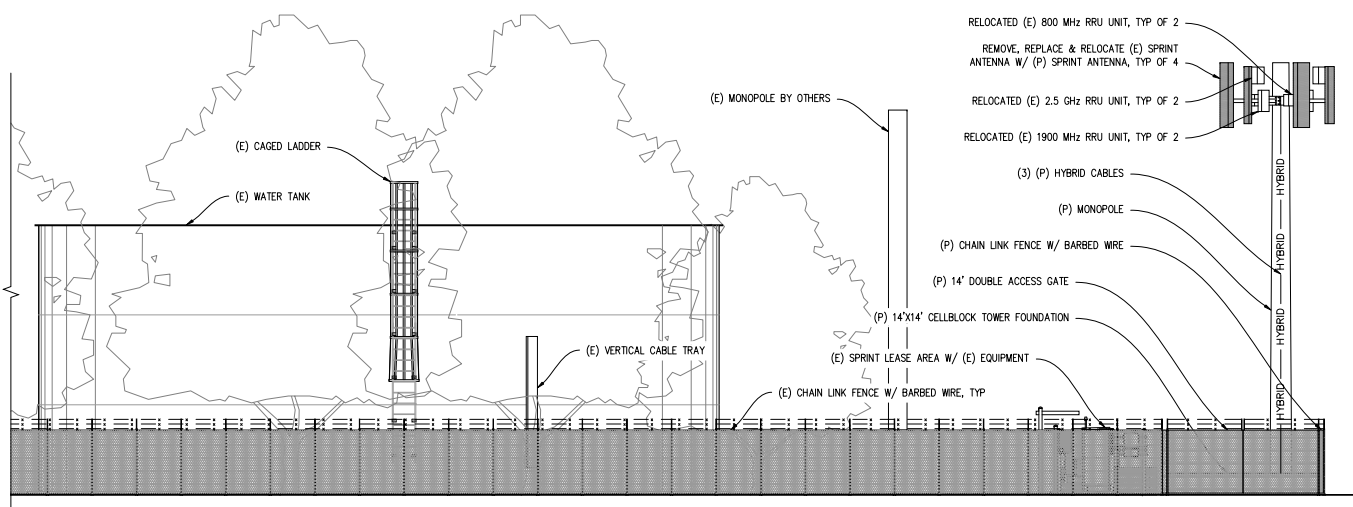 RELOCATED (E) 800 MHz RRU UNIT, TYP OF 2
REMOVE, REPLACE & RELOCATE (E) SPRINT
ANTENNA W/ (P) SPRINT ANTENNA, TYP OF 4
(E) MONOPOLE BY OTHERS
RELOCATED (E) 2.5 GHz RRU UNIT, TYP OF 2
RELOCATED (E) 1900 MHz RRU UNIT, TYP OF 2
(E) CAGED LADDER
(3) (P) HYBRID CABLES
(E) WATER TANK
(P) MONOPOLE
(P) CHAIN LINK FENCE W/ BARBED WIRE
(P) 14' DOUBLE ACCESS GATE
(P) 14'X14' CELLBLOCK TOWER FOUNDATION
(E) VERTICAL CABLE TRAY
(E) SPRINT LEASE AREA W/ (E) EQUIPMENT
(E) CHAIN LINK FENCE W/ BARBED WIRE, TYP
HYBRID
HYBRID
HYBRID
HYBRID